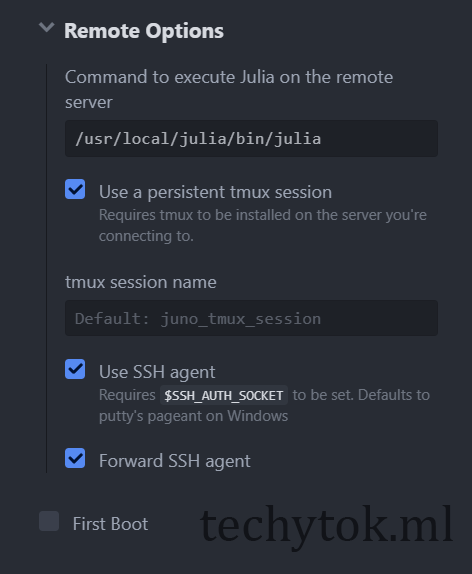 Remote Options
Command to execute Julia on the remote
server
/usr/local/julia/bin/julia
Use a persistent tmux session
Requires tmux to be installed on the server you're
connecting to.
tmux session name
Default: juno_tmux_session
Use SSH agent
Requires $SSH_AUTH_SOCKET to be set. Defaults to
putty's pageant on Windows
Forward SSH agent
First Boot
techytok.ml